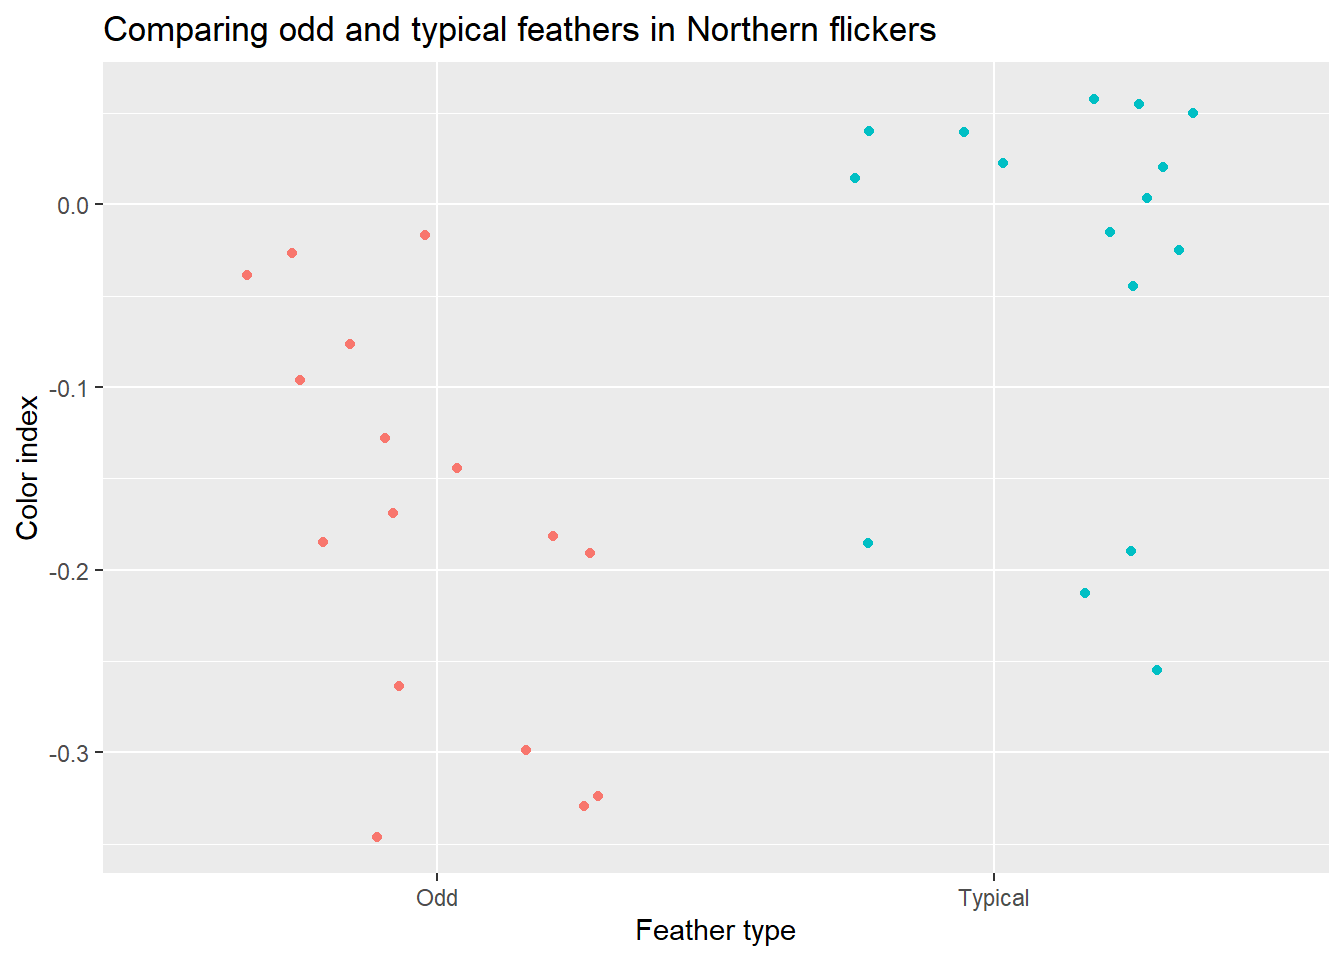 Comparing odd and typical feathers in Northern flickers
Color index
0.0
-0.1
-0.2
-0.3
Odd
Typical
Feather type